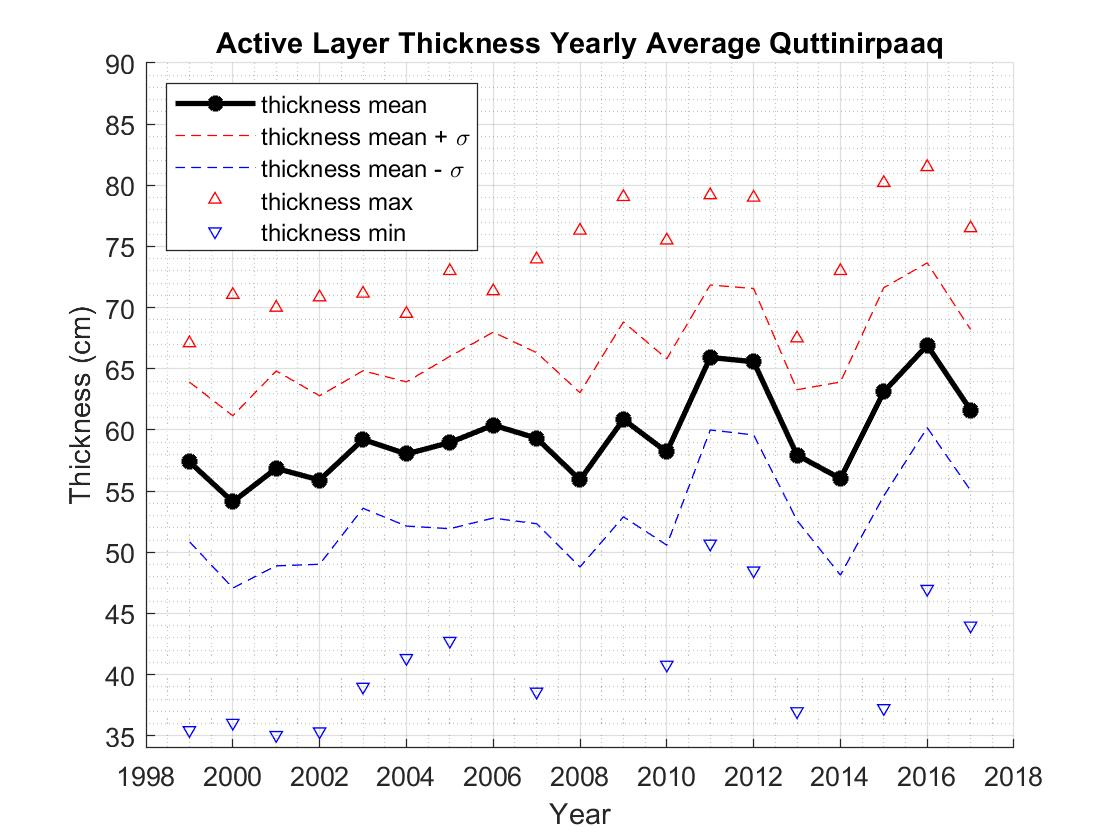 Active Layer Thickness Yearly Average Quttinirpaaq
90
85
80
75
70
65
60
55
50
45
40
35
Thickness (cm)
thickness mean
thickness mean + σ
thickness mean - σ
thickness max
thickness min
1998 2000 2002 2004 2006 2008 2010 2012 2014 2016 2018
Year